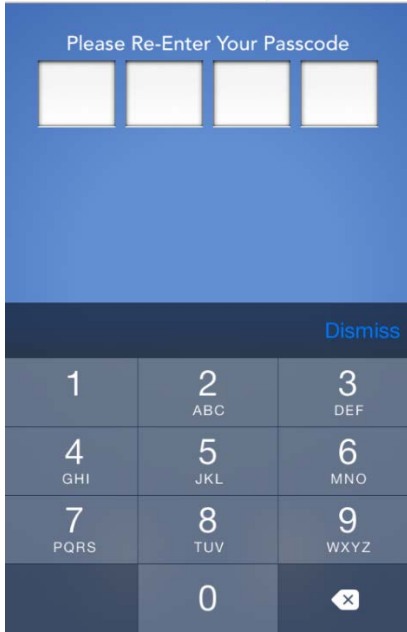 Please Re-Enter Your Passcode
Dismiss
1 2 3
ABC DEF
4 5 6
GHI JKL MNO
7 8 9
PQRS TUV WXYZ
0